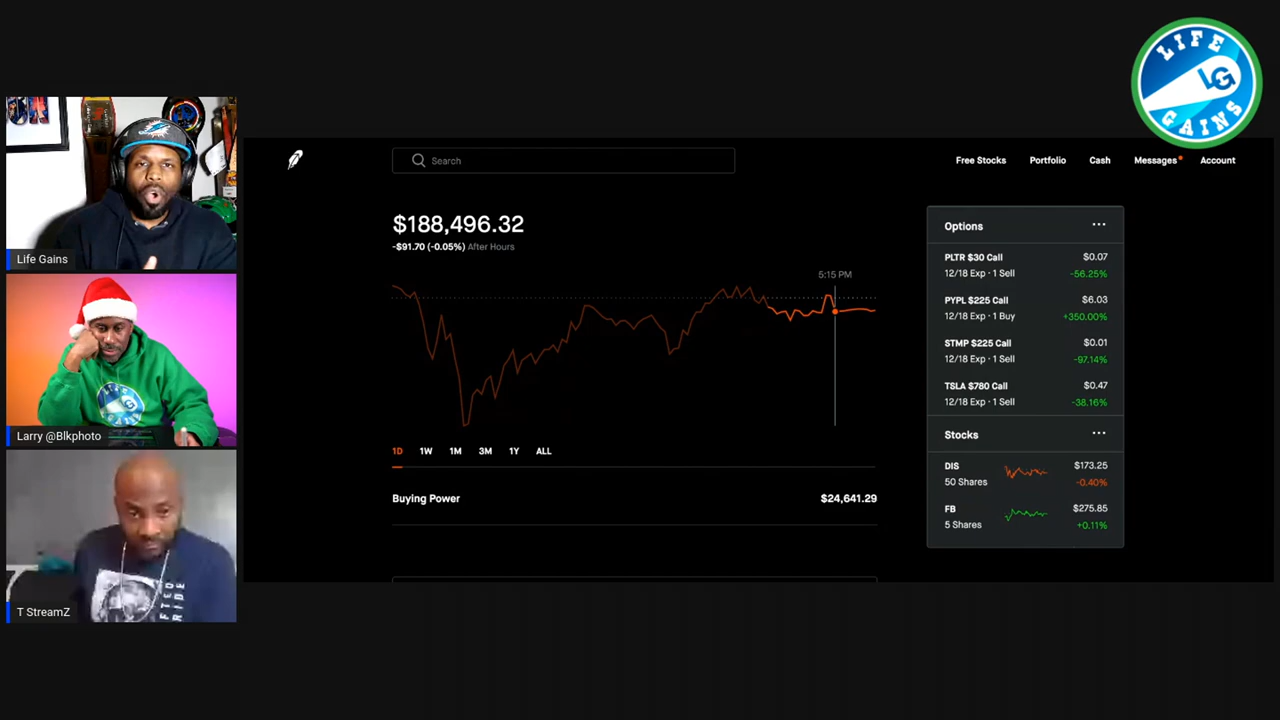 LIFE
LG
GAINS
Life Gains
Larry @Blkphoto
T StreamZ
Search
Free Stocks Portfolio Cash Messages Account
$188,496.32
-$91.70 (-0.05%) After Hours
5:15 PM
1D 1W 1M 3M 1Y ALL
Buying Power $24,641.29
Options ...
PLTR $30 Call $0.07
12/18 Exp · 1 Sell -56.25%
PYPL $225 Call $6.03
12/18 Exp · 1 Buy +350.00%
STMP $225 Call $0.01
12/18 Exp · 1 Sell -97.14%
TSLA $780 Call $0.47
12/18 Exp · 1 Sell -38.16%
Stocks ...
DIS $173.25
50 Shares -0.40%
FB $275.85
5 Shares +0.11%